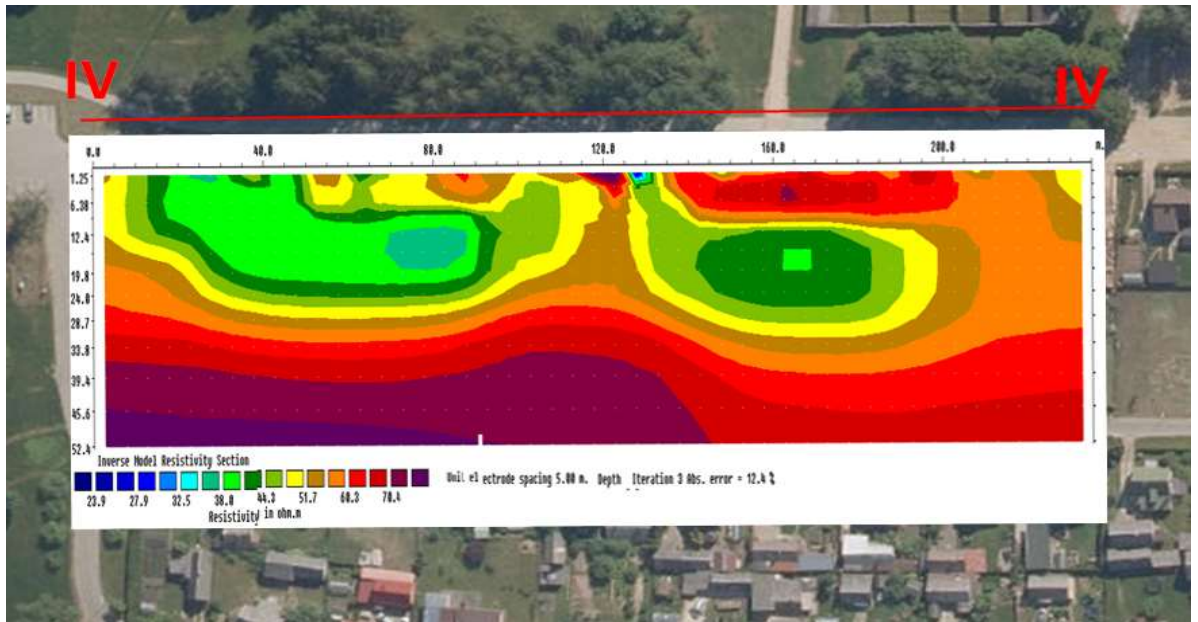 IV IV
0.0 40.0 80.0 120.0 160.0 200.0 m.
1.25
6.38
12.4
19.8
24.0
28.7
33.8
39.4
45.6
52.4
Inverse Model Resistivity Section
23.9 27.9 32.5 38.0 44.3 51.7 60.3 70.4
Resistivity in ohm.m
Unit electrode spacing 5.00 m. Depth Iteration 3 Abs. error = 12.4 %